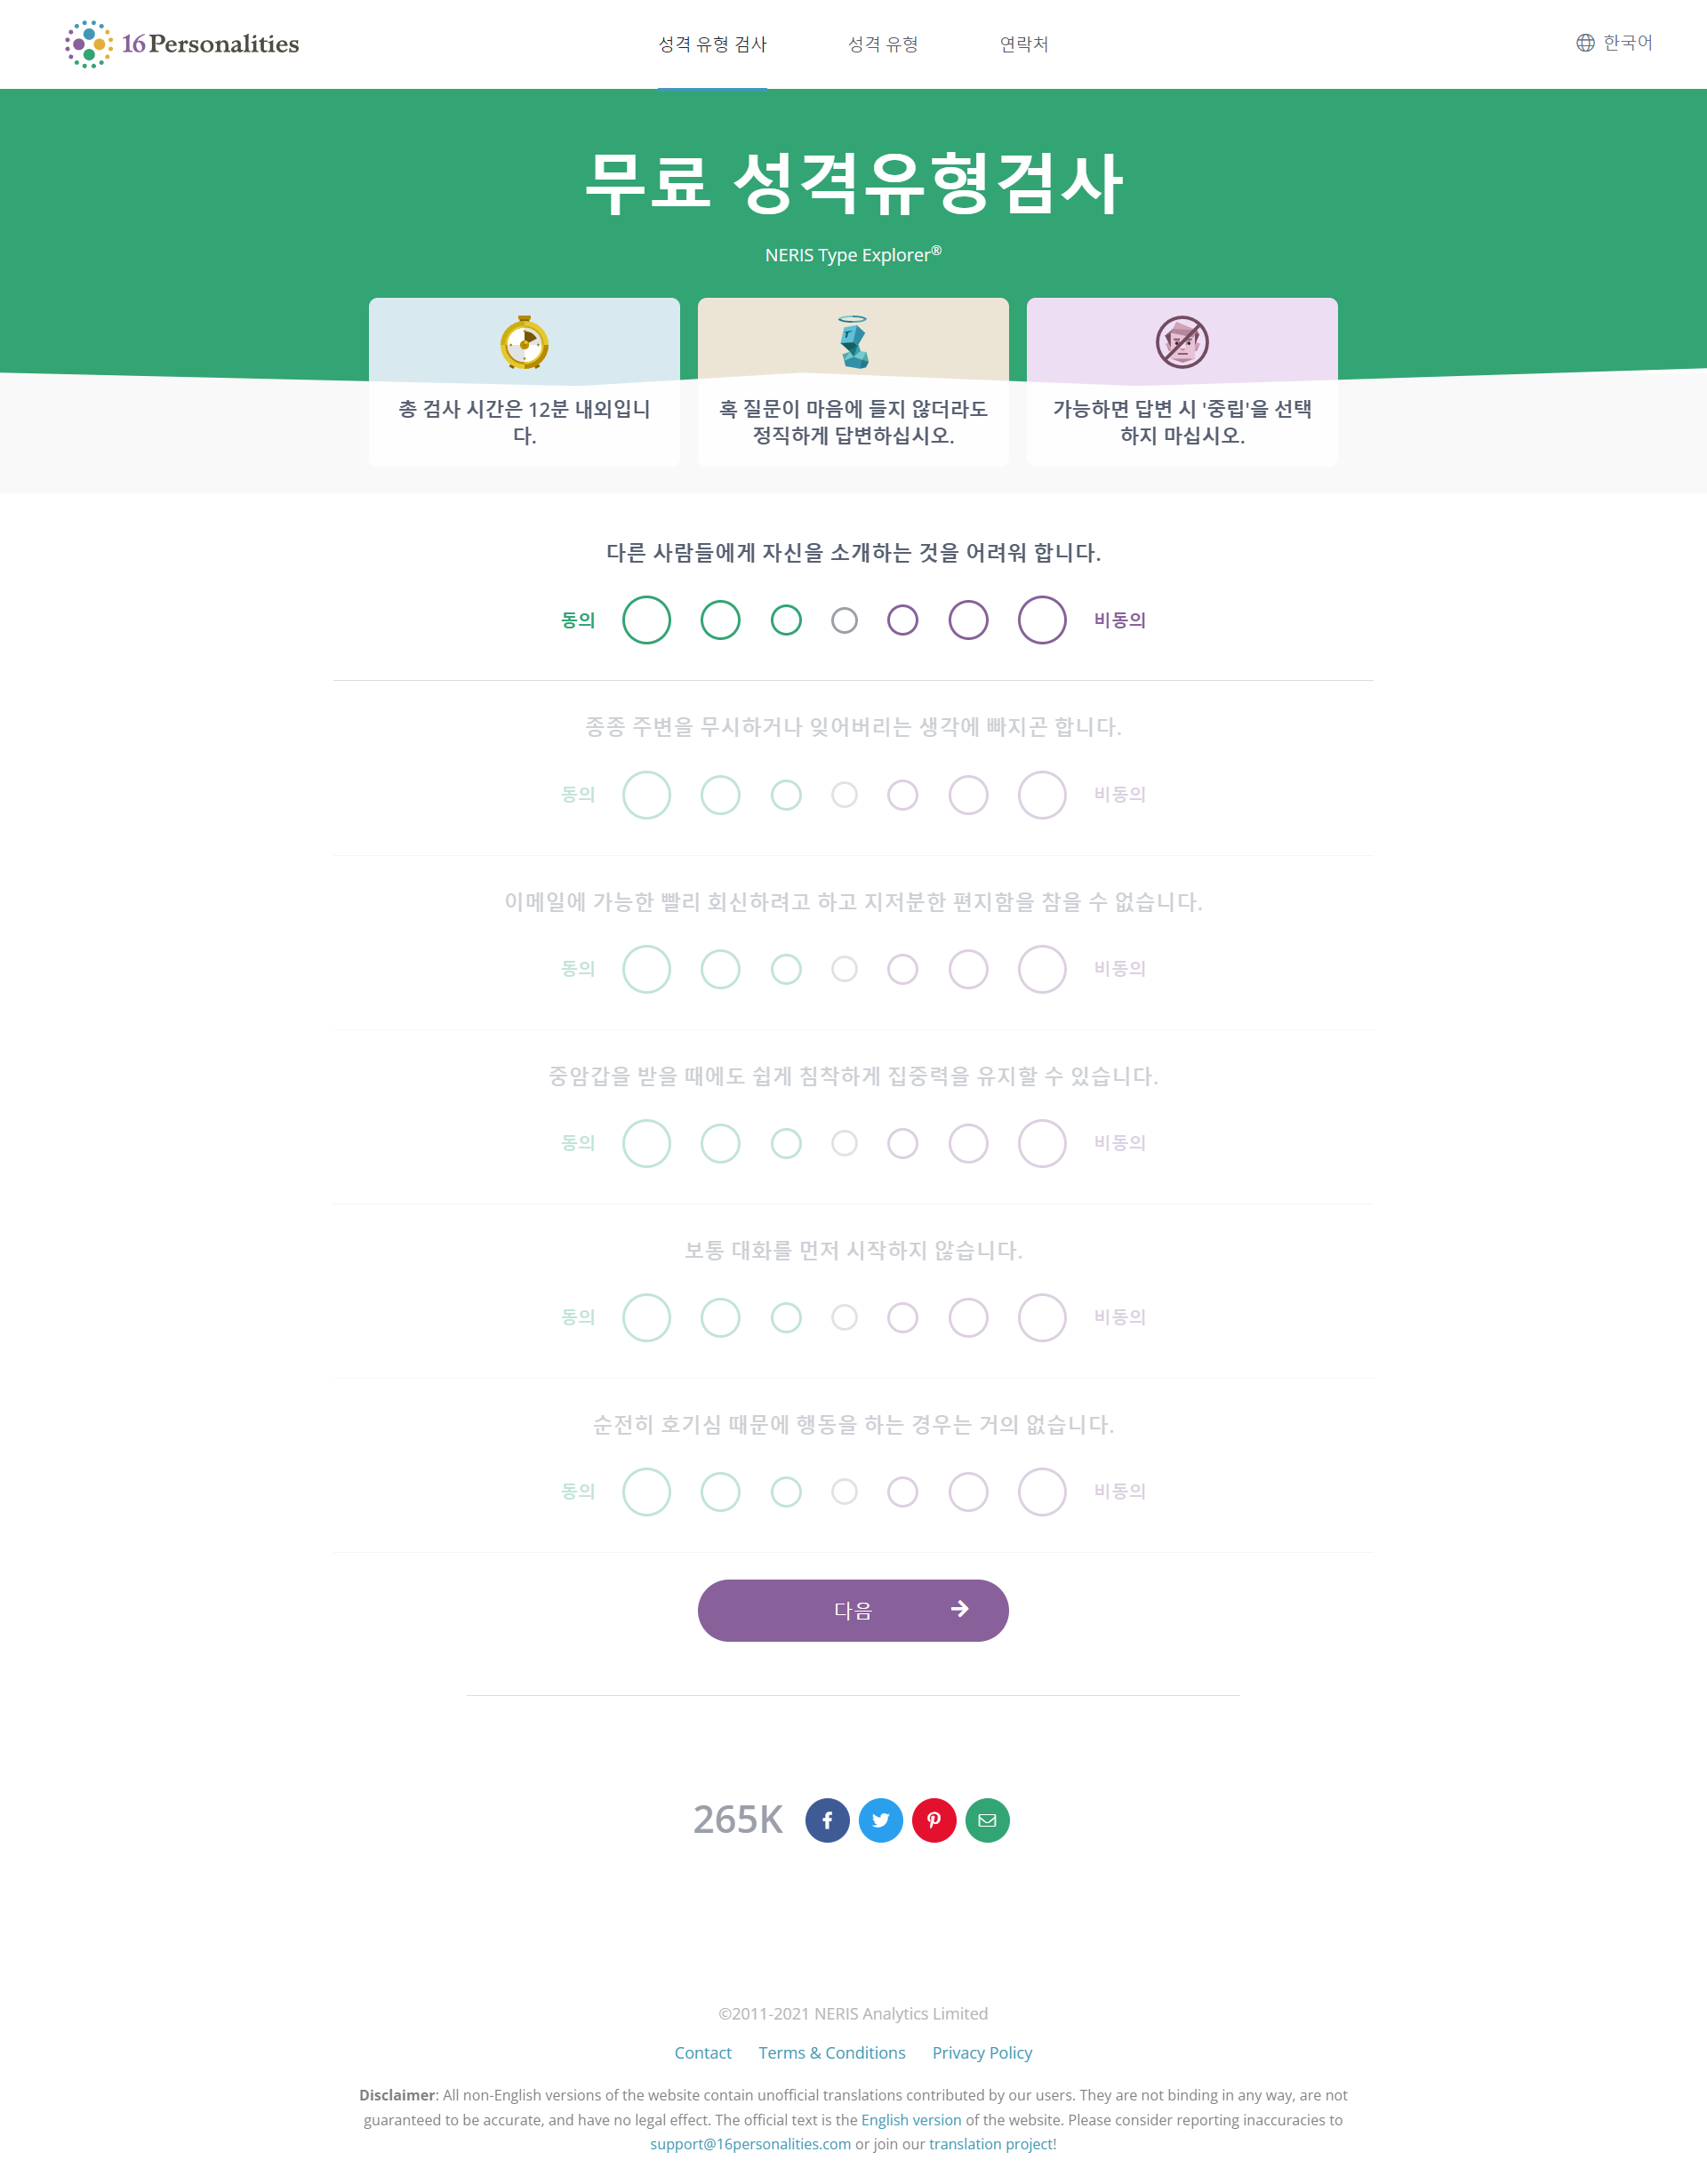 16Personalities
성격 유형 검사
성격 유형
연락처
한국어
무료 성격유형검사
NERIS Type Explorer®
총 검사 시간은 12분 내외입니
다.
혹 질문이 마음에 들지 않더라도
정직하게 답변하십시오.
가능하면 답변 시 '중립'을 선택
하지 마십시오.
다른 사람들에게 자신을 소개하는 것을 어려워 합니다.
동의 비동의
종종 주변을 무시하거나 잊어버리는 생각에 빠지곤 합니다.
동의 비동의
이메일에 가능한 빨리 회신하려고 하고 지저분한 편지함을 참을 수 없습니다.
동의 비동의
중암감을 받을 때에도 쉽게 침착하게 집중력을 유지할 수 있습니다.
동의 비동의
보통 대화를 먼저 시작하지 않습니다.
동의 비동의
순전히 호기심 때문에 행동을 하는 경우는 거의 없습니다.
동의 비동의
다음
265K
©2011-2021 NERIS Analytics Limited
Contact Terms & Conditions Privacy Policy
Disclaimer: All non-English versions of the website contain unofficial translations contributed by our users. They are not binding in any way, are not
guaranteed to be accurate, and have no legal effect. The official text is the English version of the website. Please consider reporting inaccuracies to
support@16personalities.com or join our translation project!